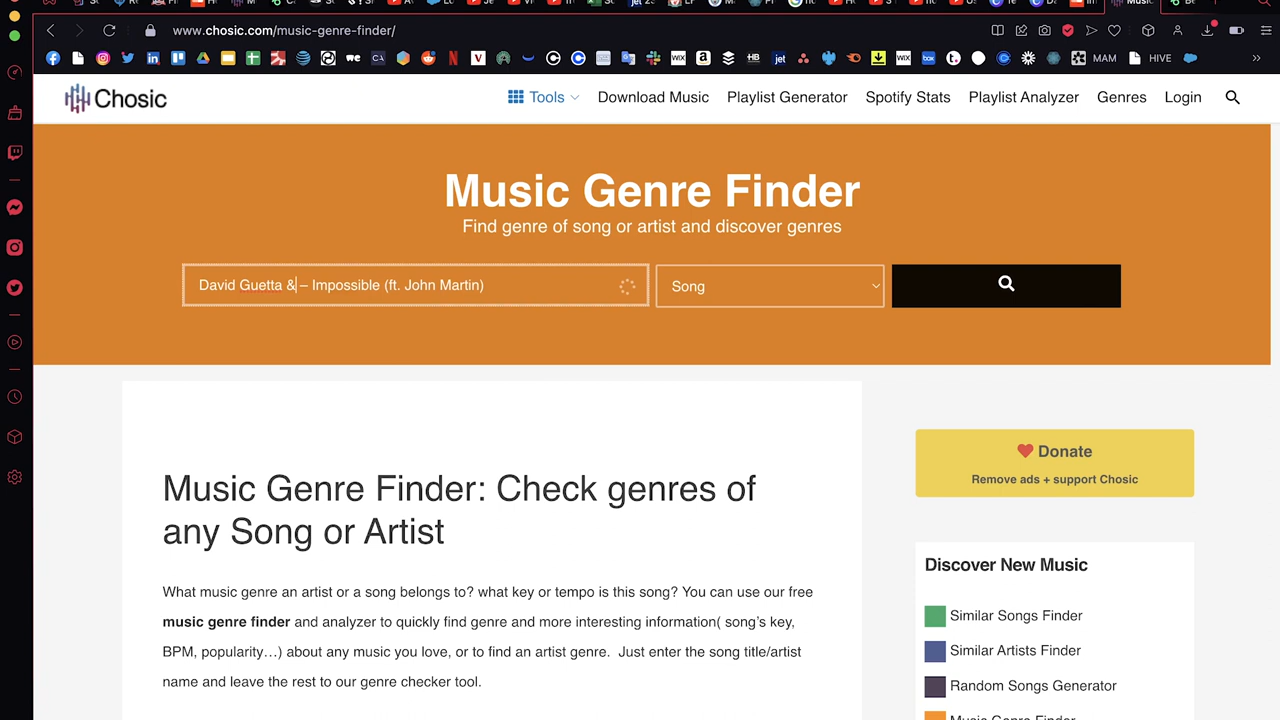 www.chosic.com/music-genre-finder/
MAM
HIVE
Chosic
Tools
Download Music
Playlist Generator
Spotify Stats
Playlist Analyzer
Genres
Login
Music Genre Finder
Find genre of song or artist and discover genres
David Guetta & – Impossible (ft. John Martin)
Song
Music Genre Finder: Check genres of
any Song or Artist
What music genre an artist or a song belongs to? what key or tempo is this song? You can use our free
music genre finder and analyzer to quickly find genre and more interesting information( song's key,
BPM, popularity…) about any music you love, or to find an artist genre.  Just enter the song title/artist
name and leave the rest to our genre checker tool.
Donate
Remove ads + support Chosic
Discover New Music
Similar Songs Finder
Similar Artists Finder
Random Songs Generator
Music Genre Finder